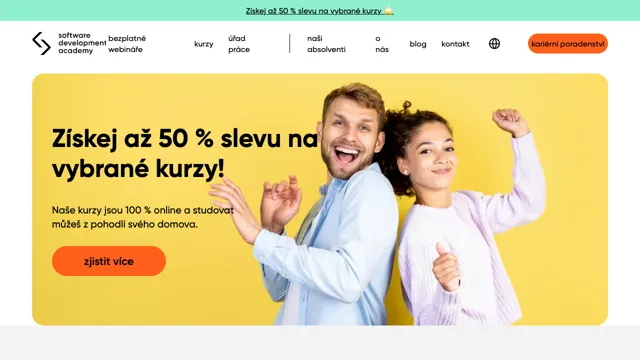 Získej až 50 % slevu na vybrané kurzy ⭐
software
development
academy
bezplatné
webináře
kurzy
úřad
práce
naši
absolventi
o
nás
blog
kontakt
kariérní poradenství
Získej až 50 % slevu na
vybrané kurzy!
Naše kurzy jsou 100 % online a studovat
můžeš z pohodlí svého domova.
zjistit více